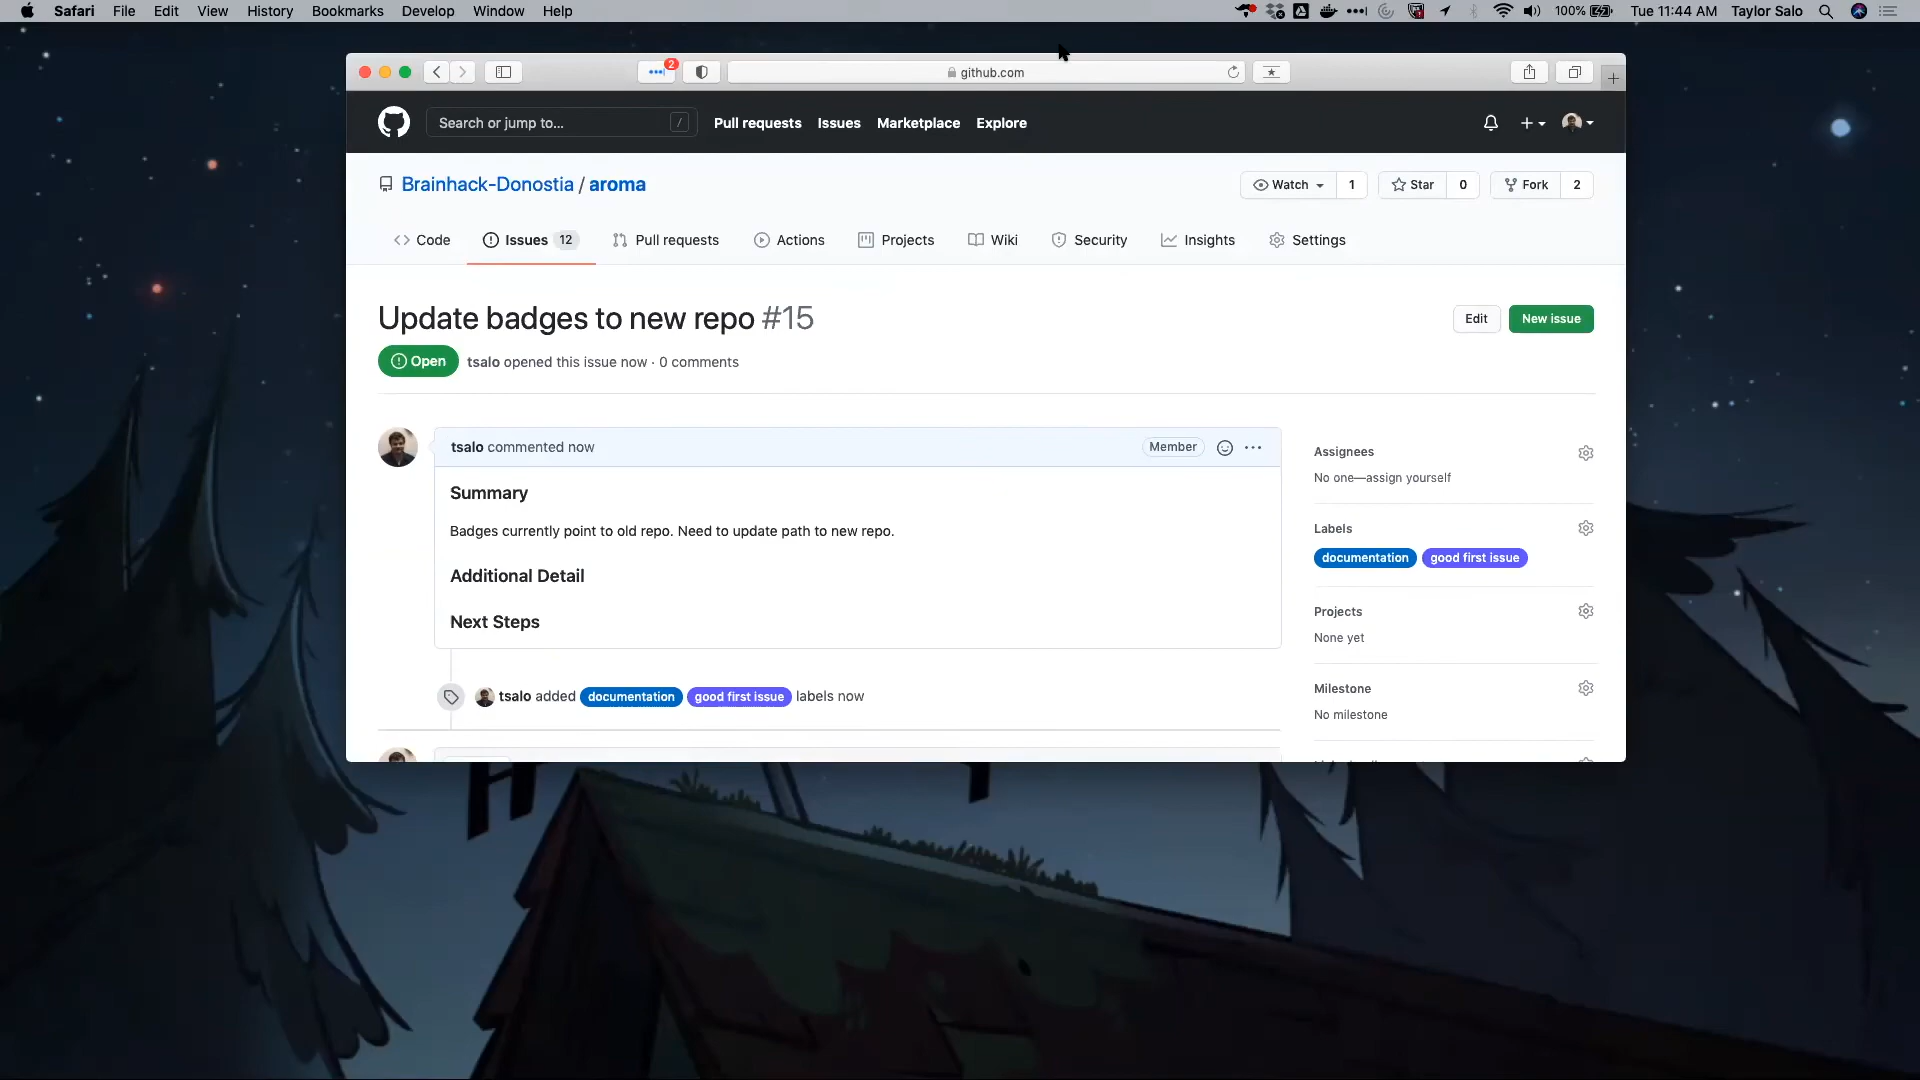 Safari File Edit View History Bookmarks Develop Window Help 100% Tue 11:44 AM Taylor Salo
2 github.com
Search or jump to... / Pull requests Issues Marketplace Explore
Brainhack-Donostia / aroma Watch 1 Star 0 Fork 2
Code Issues 12 Pull requests Actions Projects Wiki Security Insights Settings
Update badges to new repo #15 Edit New issue
Open tsalo opened this issue now · 0 comments
tsalo commented now Member
Summary
Badges currently point to old repo. Need to update path to new repo.
Additional Detail
Next Steps
tsalo added documentation good first issue labels now
Assignees
No one—assign yourself
Labels
documentation good first issue
Projects
None yet
Milestone
No milestone